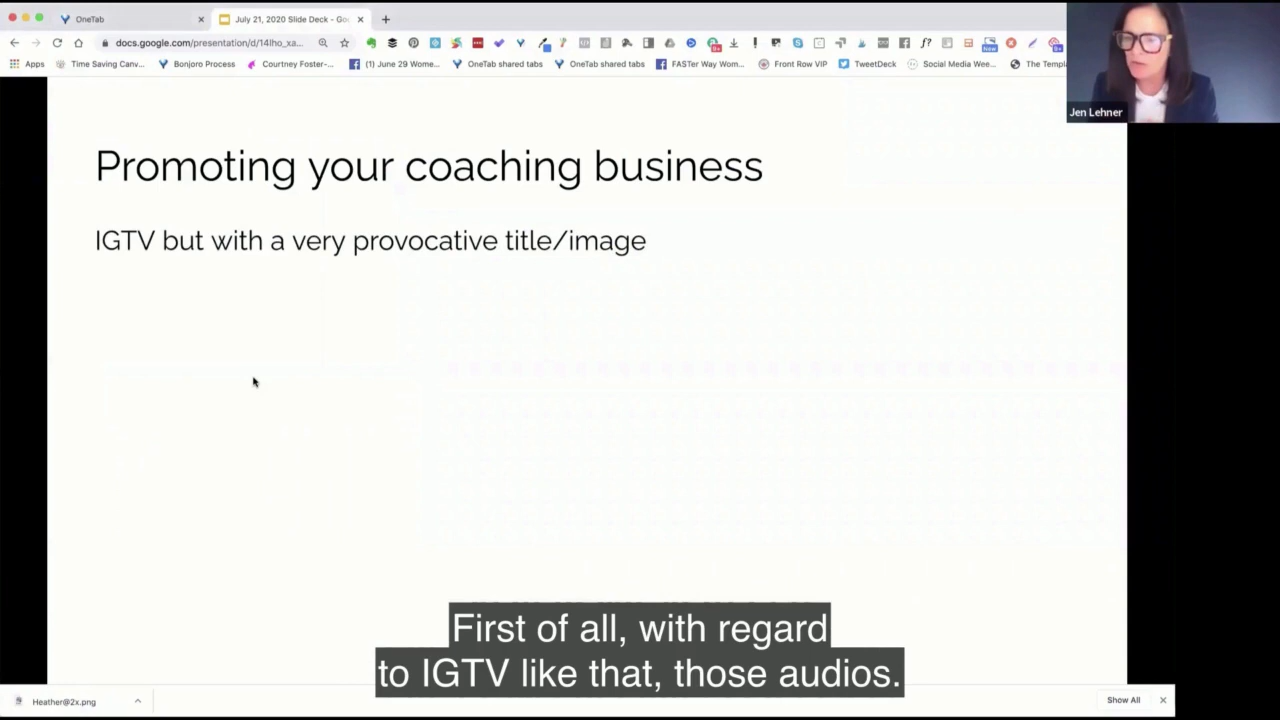 OneTab
July 21, 2020 Slide Deck - Go
docs.google.com/presentation/d/14lho_xa...
Apps
Time Saving Canv...
Bonjoro Process
Courtney Foster-...
(1) June 29 Wome...
OneTab shared tabs
OneTab shared tabs
FASTer Way Wom...
Front Row VIP
TweetDeck
Social Media Wee...
The Templa
Jen Lehner
Promoting your coaching business
IGTV but with a very provocative title/image
First of all, with regard
to IGTV like that, those audios.
Heather@2x.png
Show All